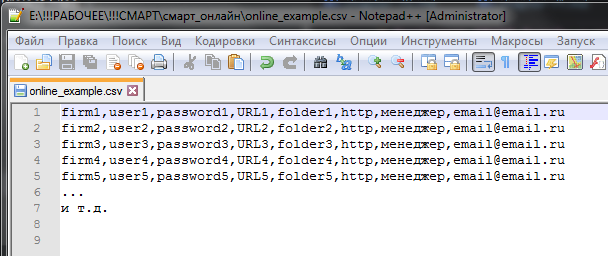 E:\!!!РАБОЧЕЕ\!!!СМАРТ\смарт_онлайн\online_example.csv - Notepad++ [Administrator]
Файл Правка Поиск Вид Кодировки Синтаксисы Опции Инструменты Макросы Запуск
online_example.csv
1 firm1,user1,password1,URL1,folder1,http,менеджер,email@email.ru
2 firm2,user2,password2,URL2,folder2,http,менеджер,email@email.ru
3 firm3,user3,password3,URL3,folder3,http,менеджер,email@email.ru
4 firm4,user4,password4,URL4,folder4,http,менеджер,email@email.ru
5 firm5,user5,password5,URL5,folder5,http,менеджер,email@email.ru
6 ...
7 и т.д.
8
9